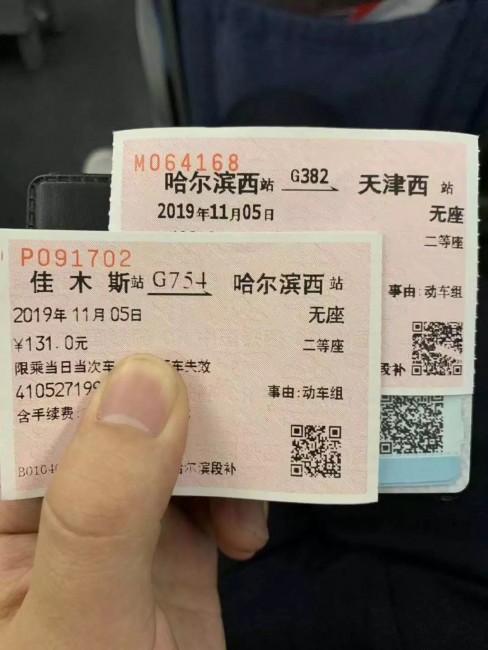 M064168
哈尔滨西站 G382 天津西 站
2019年11月05日 无座
二等座
事由:动车组
段补
P091702
佳木斯站 G754 哈尔滨西 站
2019年11月05日 无座
¥131.0元 二等座
限乘当日当次车 车失效
410527199 事由:动车组
含手续费:
B0104 哈尔滨段补